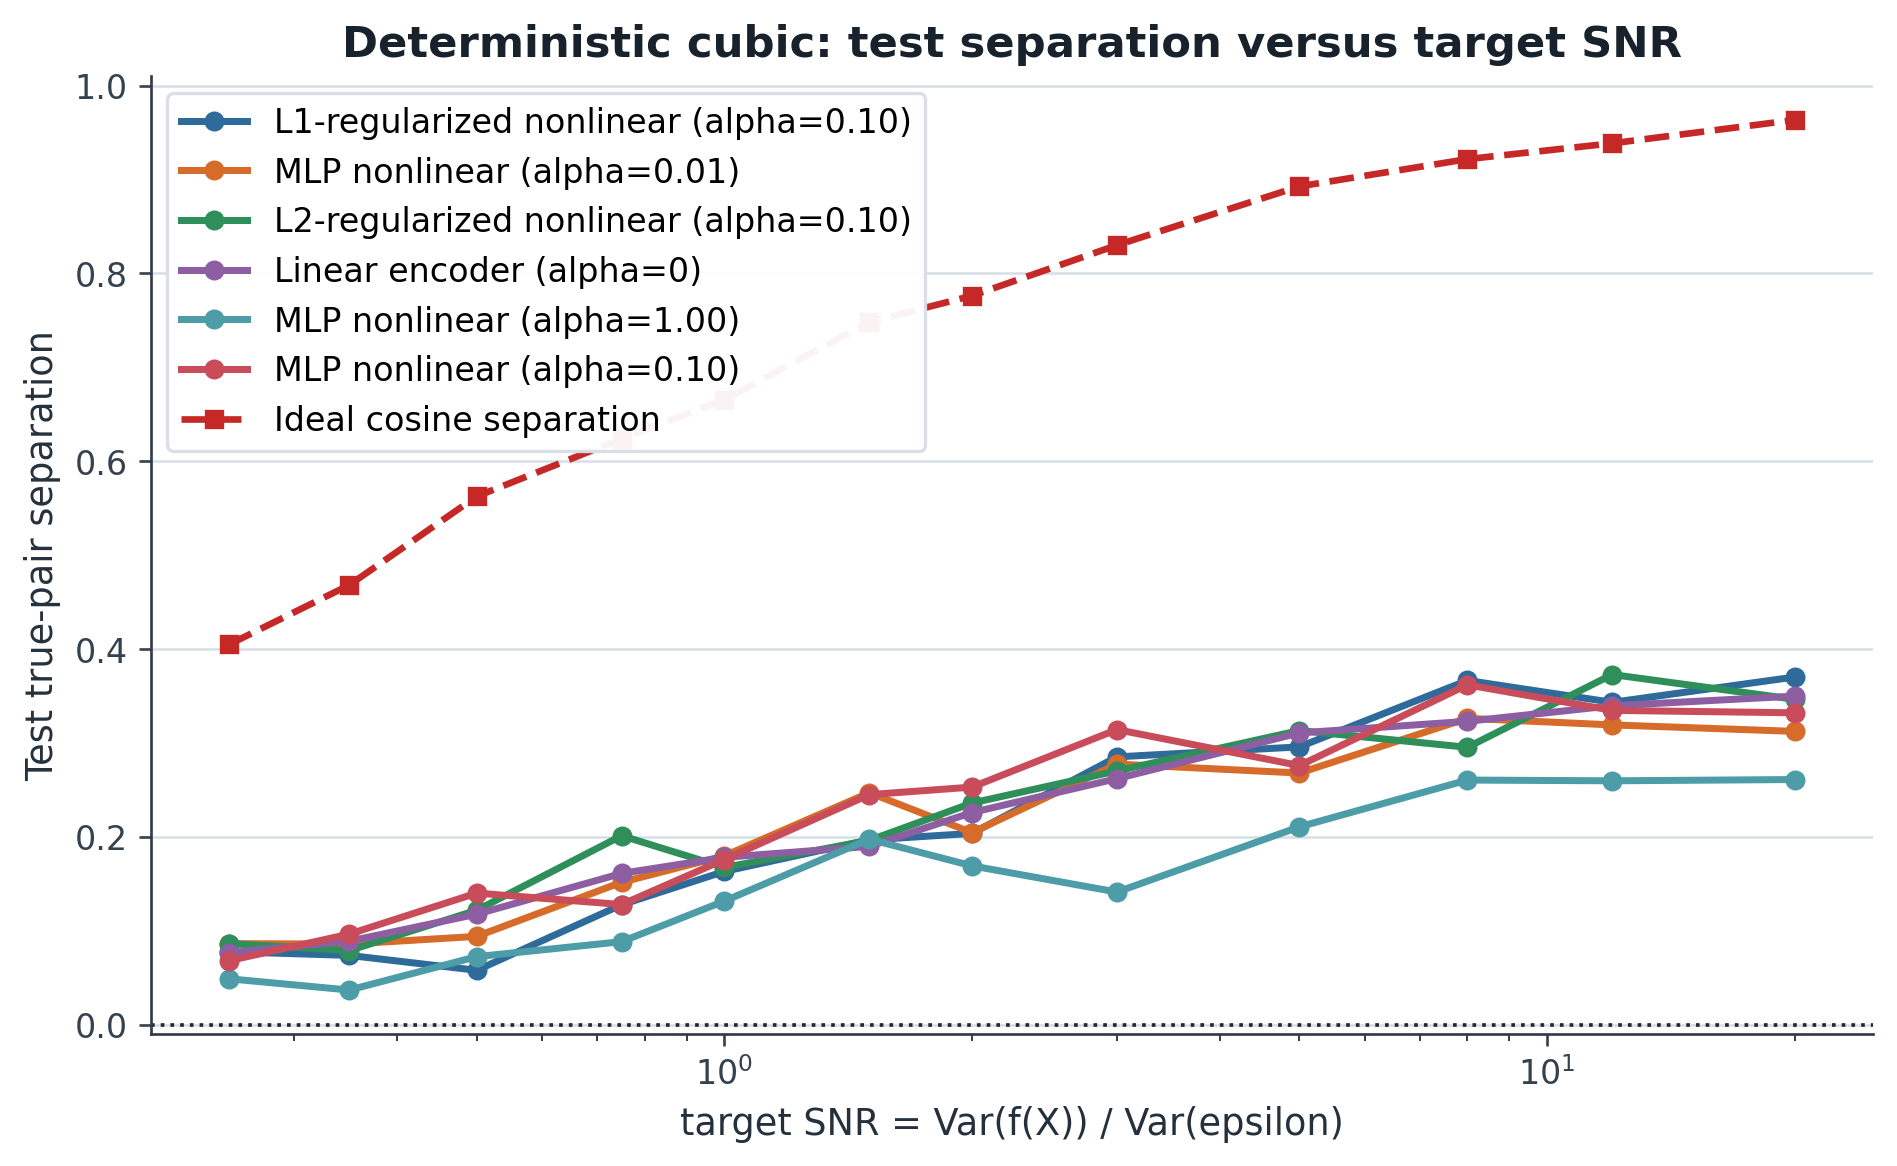 Deterministic cubic: test separation versus target SNR
1.0
0.8
0.6
0.4
0.2
0.0
Test true-pair separation
L1-regularized nonlinear (alpha=0.10)
MLP nonlinear (alpha=0.01)
L2-regularized nonlinear (alpha=0.10)
Linear encoder (alpha=0)
MLP nonlinear (alpha=1.00)
MLP nonlinear (alpha=0.10)
Ideal cosine separation
10⁰
10¹
target SNR = Var(f(X)) / Var(epsilon)